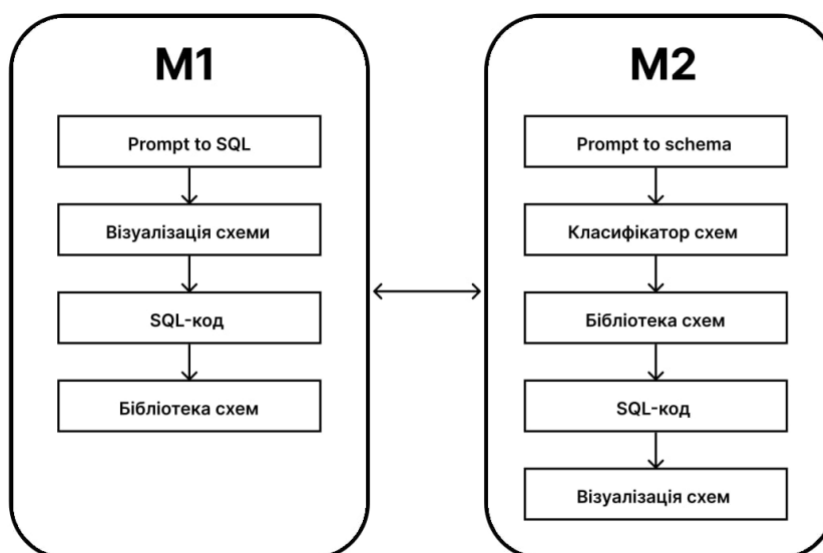 M1
Prompt to SQL
Візуалізація схеми
SQL-код
Бібліотека схем
M2
Prompt to schema
Класифікатор схем
Бібліотека схем
SQL-код
Візуалізація схем